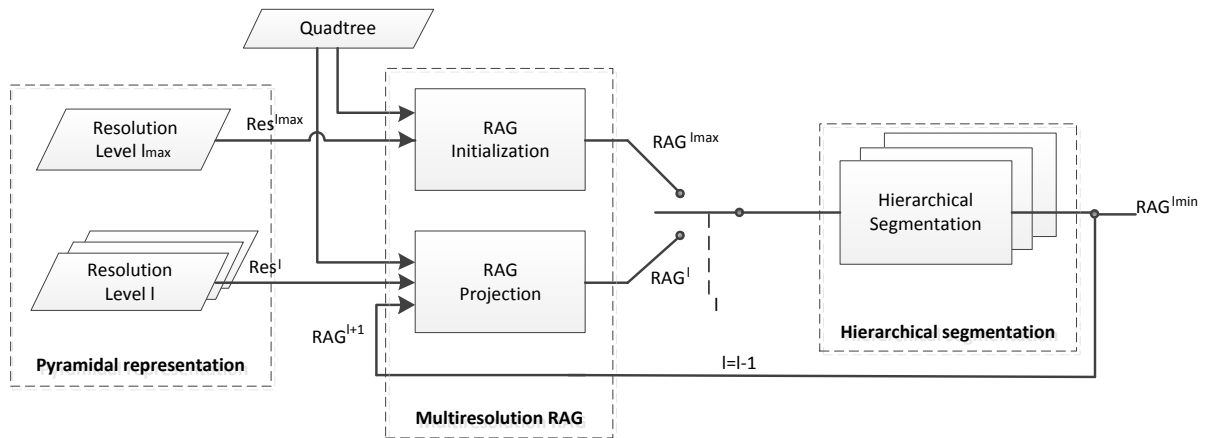 Quadtree
Resolution
Level lmax
Res^lmax
RAG
Initialization
RAG^lmax
Hierarchical
Segmentation
RAG^lmin
Resolution
Level l
Res^l
RAG
Projection
RAG^l
l
RAG^l+1
l=l-1
Pyramidal representation
Multiresolution RAG
Hierarchical segmentation